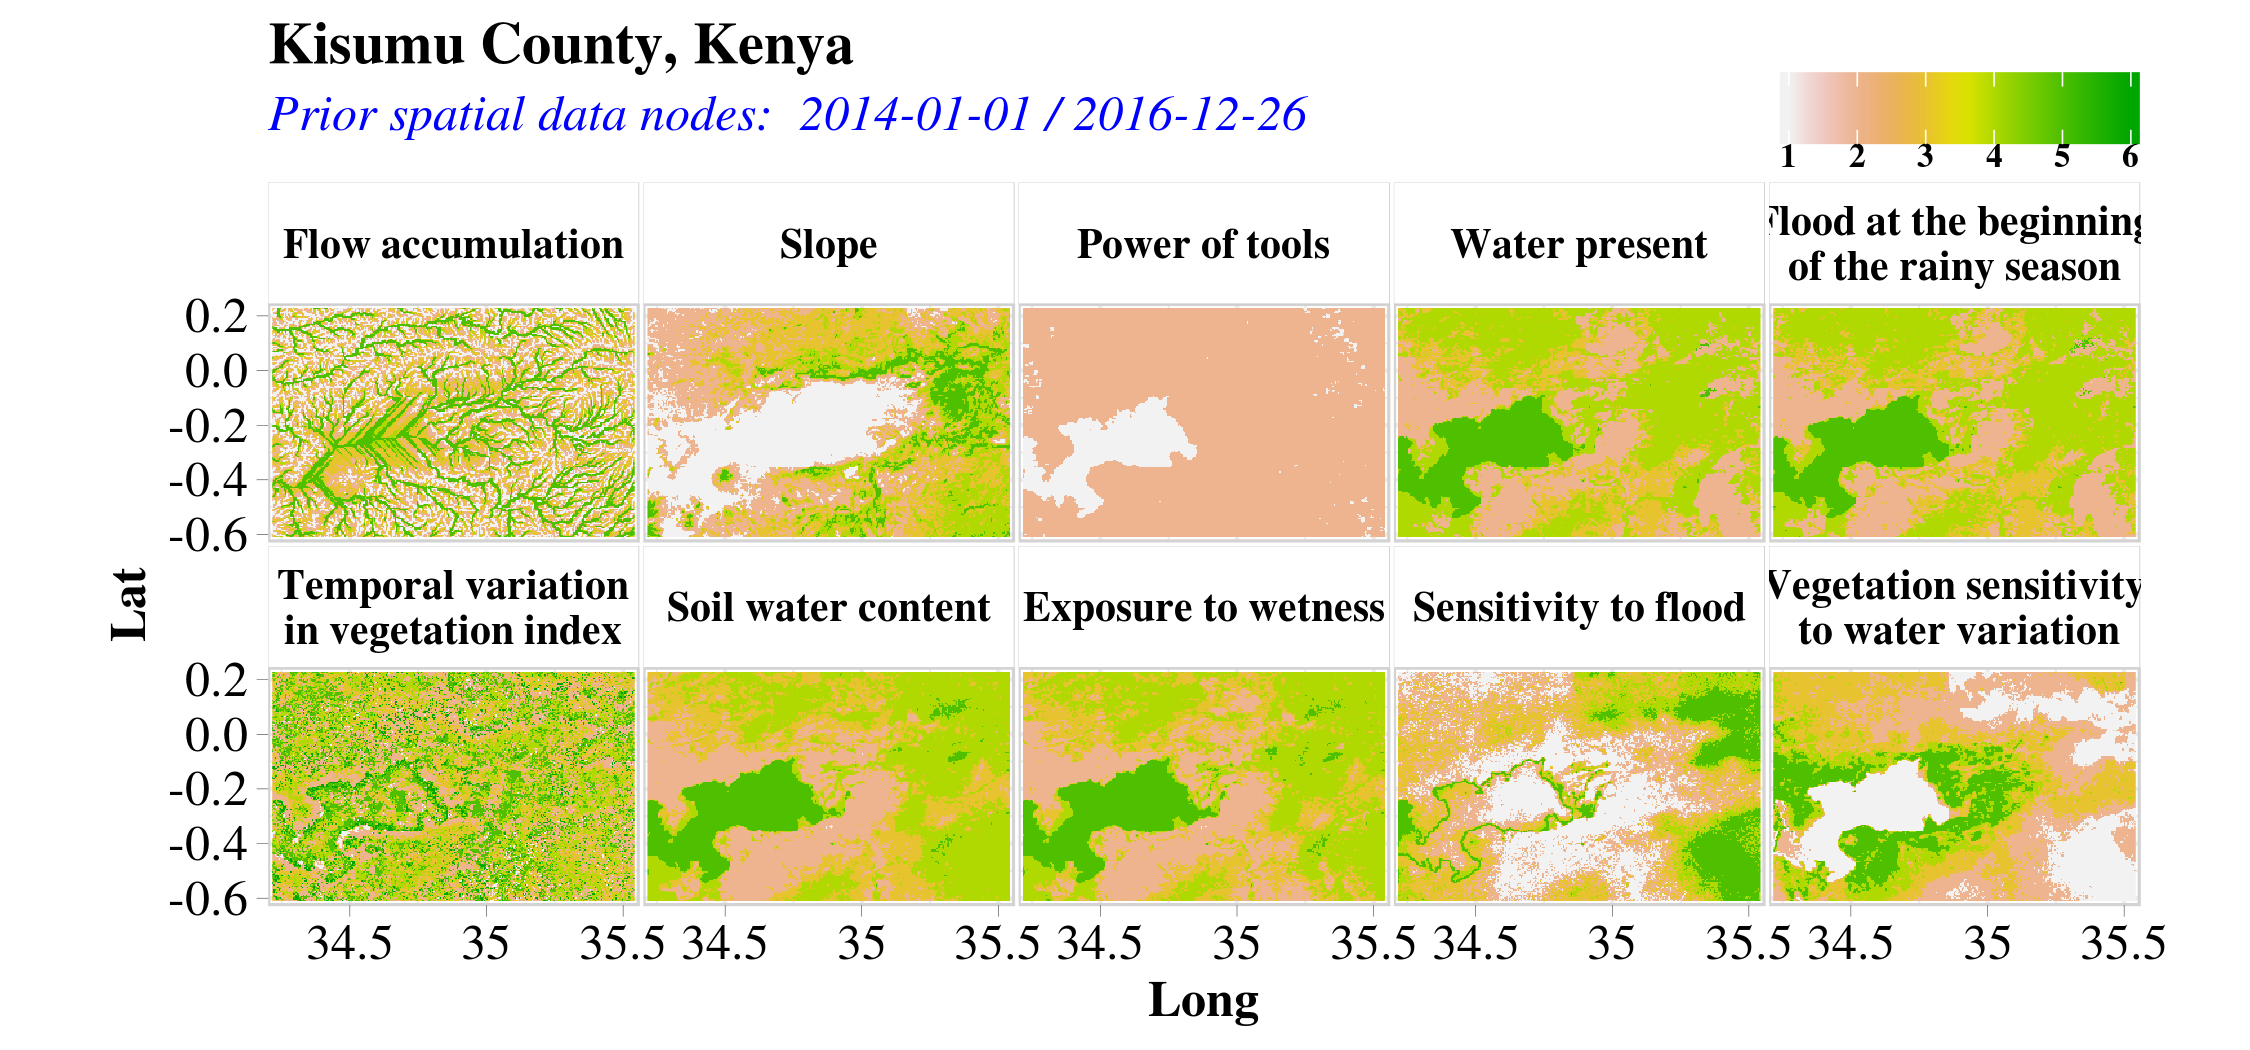 Kisumu County, Kenya
Prior spatial data nodes: 2014-01-01 / 2016-12-26
1 2 3 4 5 6
Flow accumulation
Slope
Power of tools
Water present
Flood at the beginning
of the rainy season
0.2
0.0
-0.2
-0.4
-0.6
Temporal variation
in vegetation index
Soil water content
Exposure to wetness
Sensitivity to flood
Vegetation sensitivity
to water variation
Lat
0.2
0.0
-0.2
-0.4
-0.6
34.5 35 35.5 34.5 35 35.5 34.5 35 35.5 34.5 35 35.5 34.5 35 35.5
Long